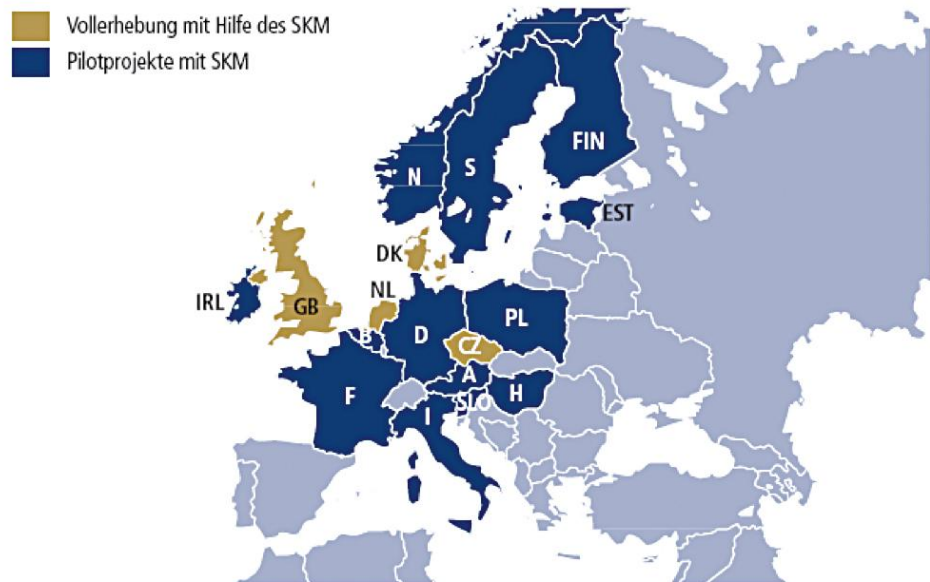 Vollerhebung mit Hilfe des SKM
Pilotprojekte mit SKM
FIN
N
S
EST
DK
NL
IRL
GB
B
D
PL
CZ
A
F
SLO
H
I